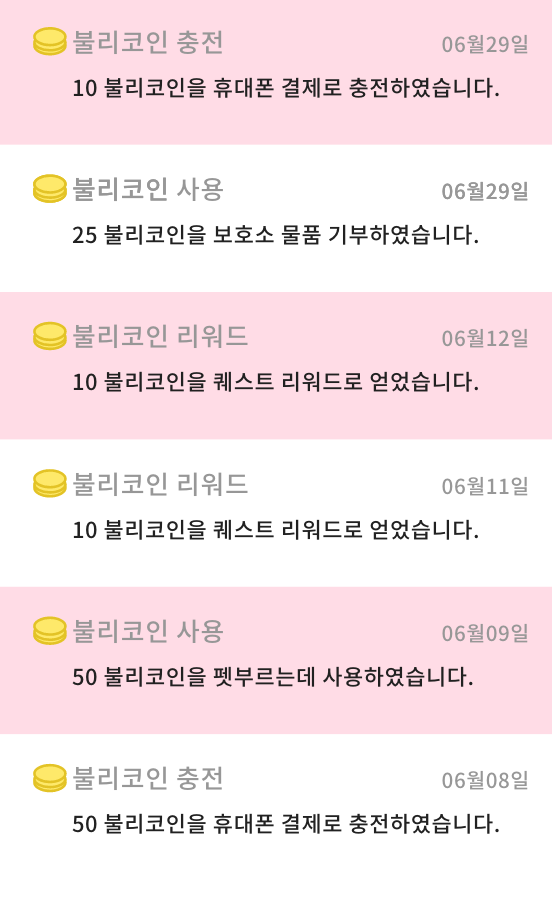 불리코인 충전 06월29일
10 불리코인을 휴대폰 결제로 충전하였습니다.
불리코인 사용 06월29일
25 불리코인을 보호소 물품 기부하였습니다.
불리코인 리워드 06월12일
10 불리코인을 퀘스트 리워드로 얻었습니다.
불리코인 리워드 06월11일
10 불리코인을 퀘스트 리워드로 얻었습니다.
불리코인 사용 06월09일
50 불리코인을 펫부르는데 사용하였습니다.
불리코인 충전 06월08일
50 불리코인을 휴대폰 결제로 충전하였습니다.